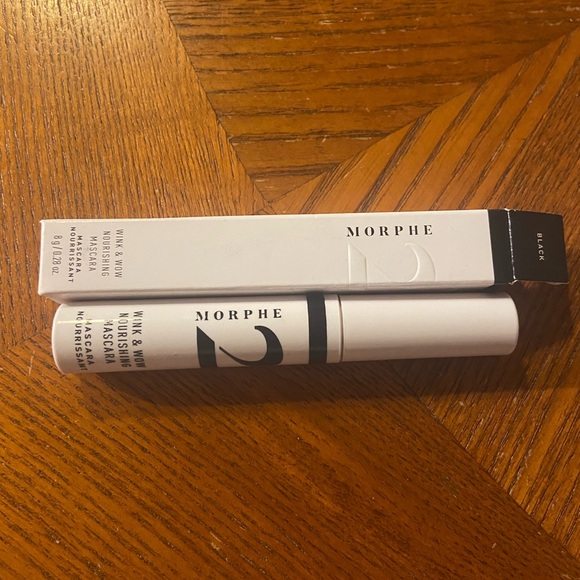 WINK & WOW
NOURISHING
MASCARA
MASCARA
NOURRISSANT
8 g / 0.28 oz.
MORPHE
2
BLACK
WINK & WOW
NOURISHING
MASCARA
MASCARA
NOURRISSANT
MORPHE
2